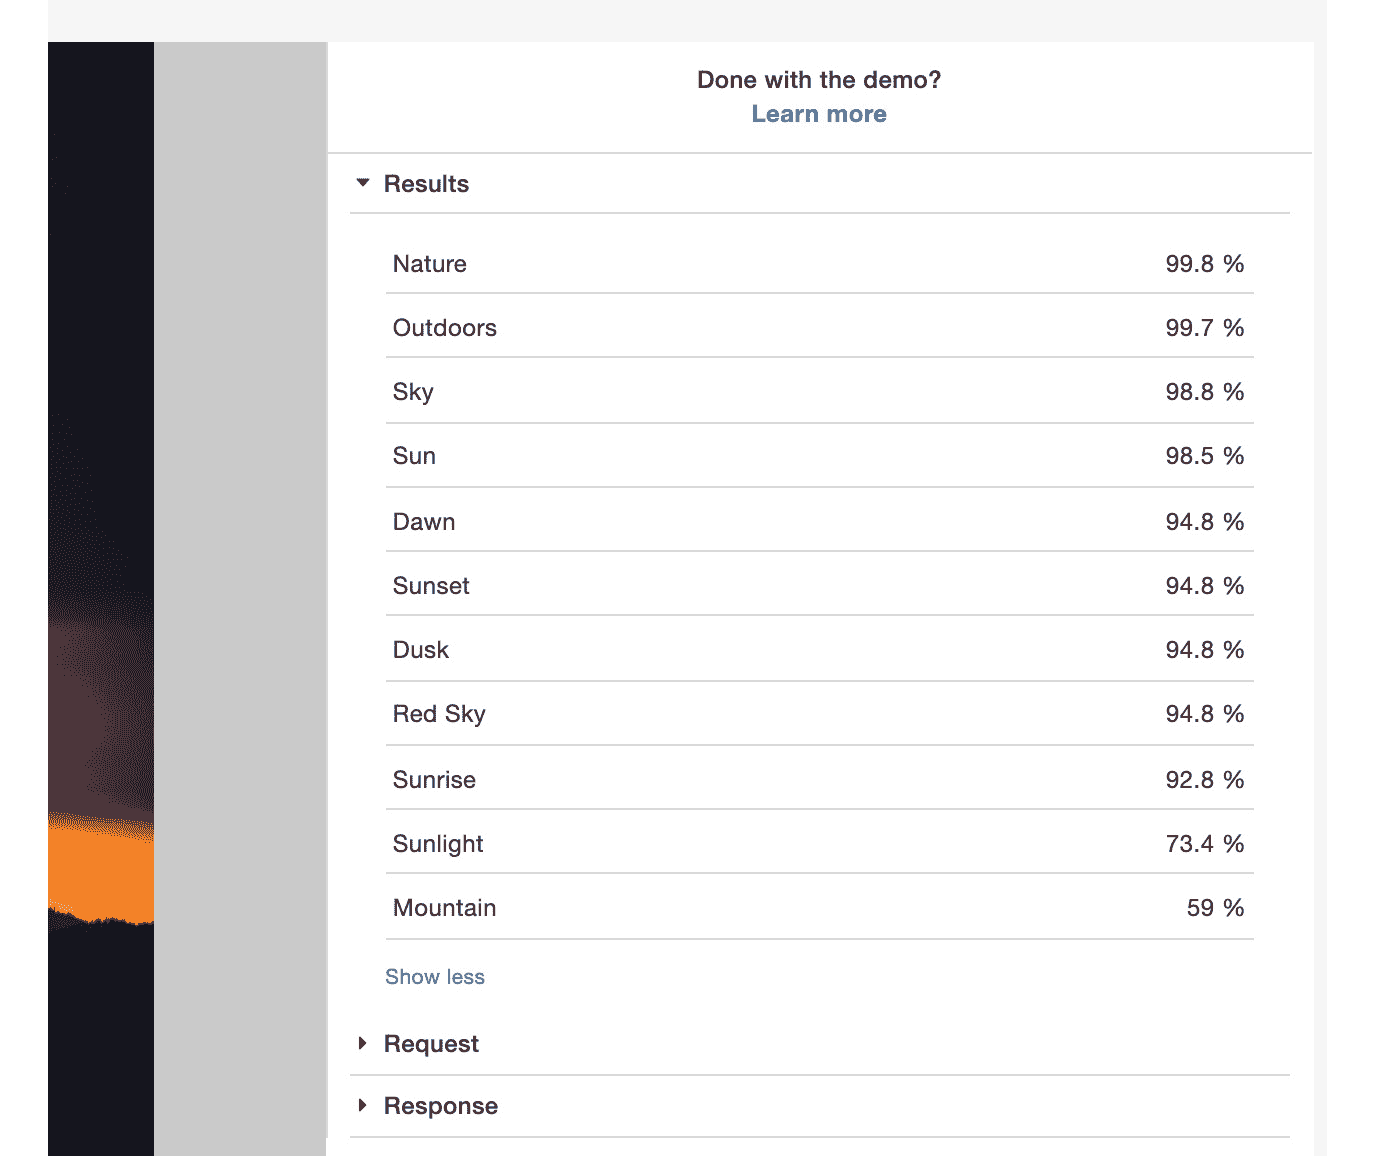 Done with the demo?
Learn more
Results
Nature 99.8 %
Outdoors 99.7 %
Sky 98.8 %
Sun 98.5 %
Dawn 94.8 %
Sunset 94.8 %
Dusk 94.8 %
Red Sky 94.8 %
Sunrise 92.8 %
Sunlight 73.4 %
Mountain 59 %
Show less
Request
Response